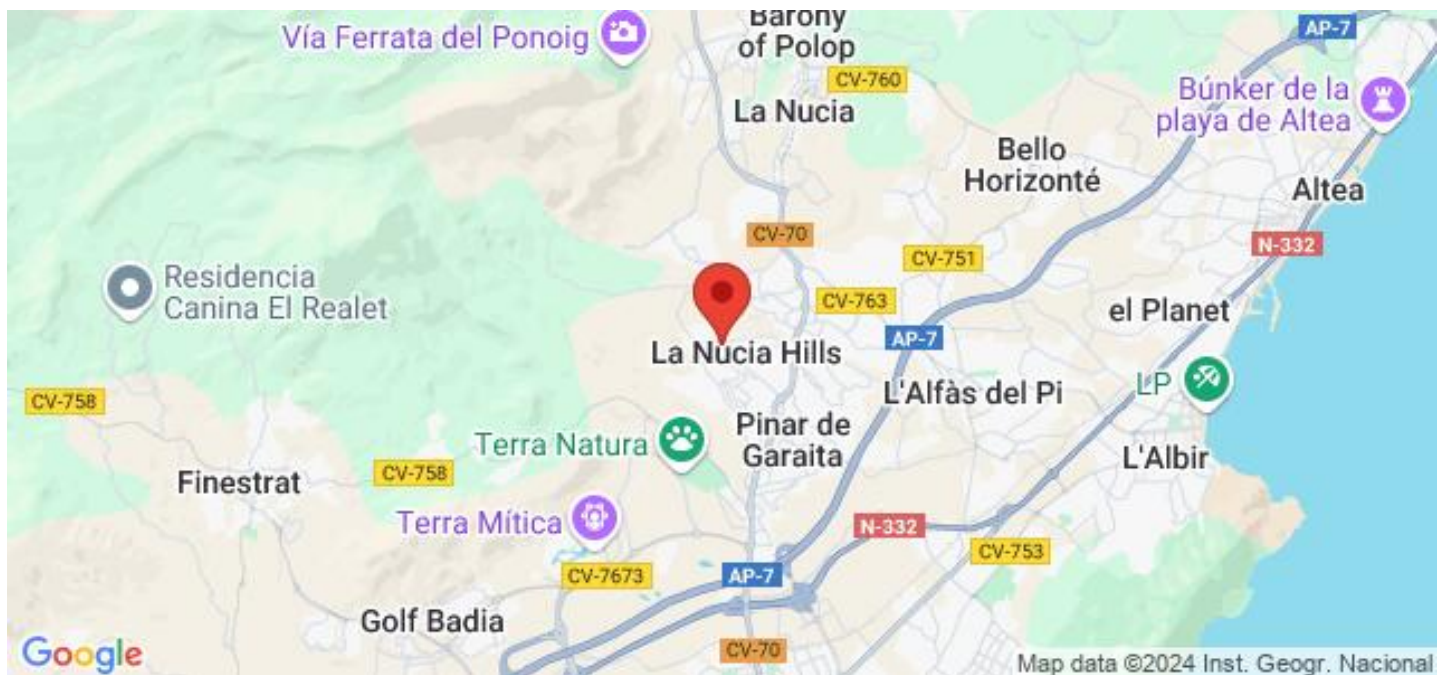 Barony
of Polop
AP-7
Vía Ferrata del Ponoig
CV-760
Búnker de la
playa de Altea
La Nucia
Bello
Horizonté
Altea
CV-70
N-332
CV-751
Residencia
Canina El Realet
CV-763
el Planet
AP-7
La Nucia Hills
LP
L'Alfàs del Pi
CV-758
Pinar de
Garaita
Terra Natura
L'Albir
CV-758
Finestrat
Terra Mítica
N-332
CV-753
CV-7673
AP-7
Golf Badia
CV-70
Google
Map data ©2024 Inst. Geogr. Nacional